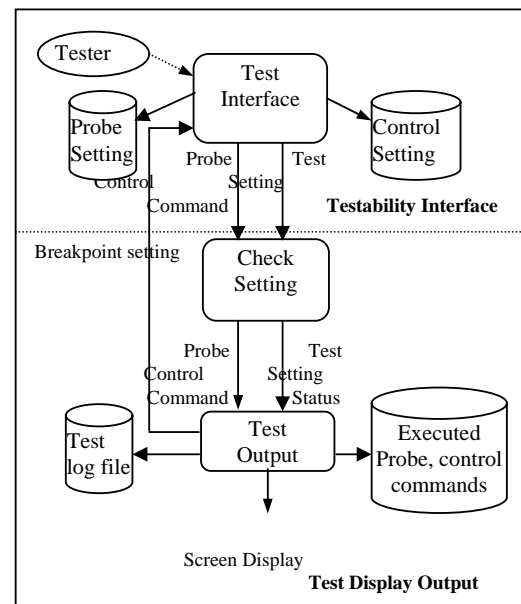 Tester
Test
Interface
Probe
Setting
Control
Setting
Probe Test
Control Setting
Command
Testability Interface
Breakpoint setting
Check
Setting
Probe Test
Control Setting
Command Status
Test
log file
Test
Output
Executed
Probe, control
commands
Screen Display
Test Display Output